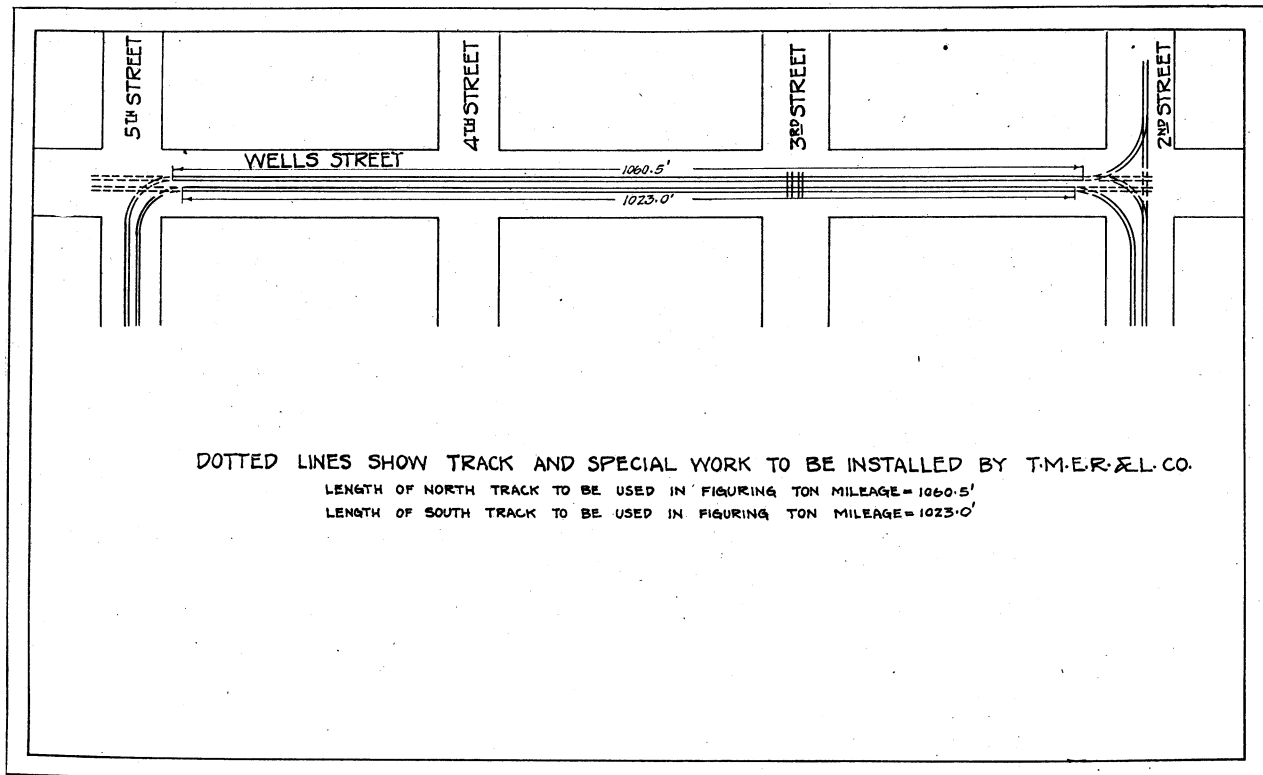 5TH STREET
4TH STREET
3RD STREET
2ND STREET
WELLS STREET
1060.5'
1023.0'
DOTTED LINES SHOW TRACK AND SPECIAL WORK TO BE INSTALLED BY T.M.E.R.&L. CO.
LENGTH OF NORTH TRACK TO BE USED IN FIGURING TON MILEAGE = 1060.5'
LENGTH OF SOUTH TRACK TO BE USED IN FIGURING TON MILEAGE = 1023.0'